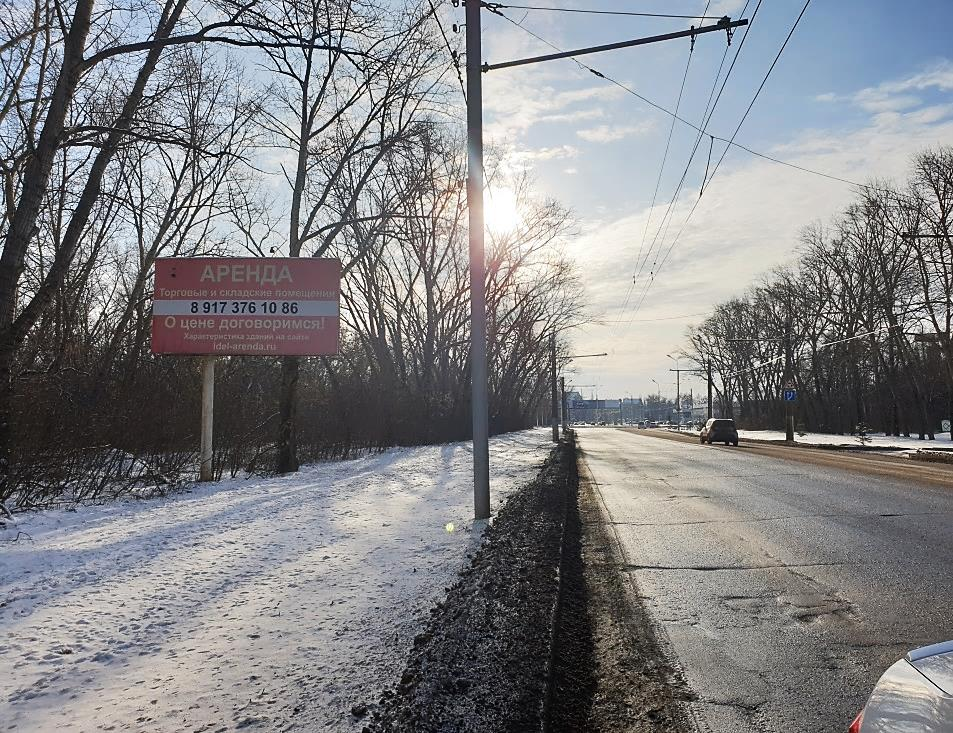 АРЕНДА
Торговые и складские помещения
8 917 376 10 86
О цене договоримся!
Характеристика зданий на сайте
idel-arenda.ru